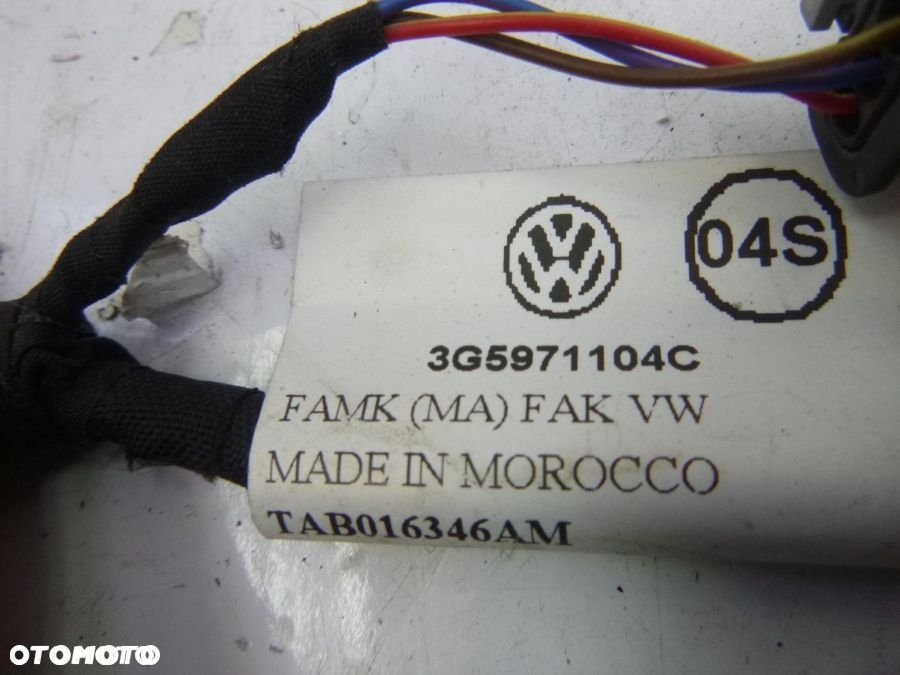 04S
3G5971104C
FAMK (MA) FAK VW
MADE IN MOROCCO
TAB016346AM
OTOMOTO